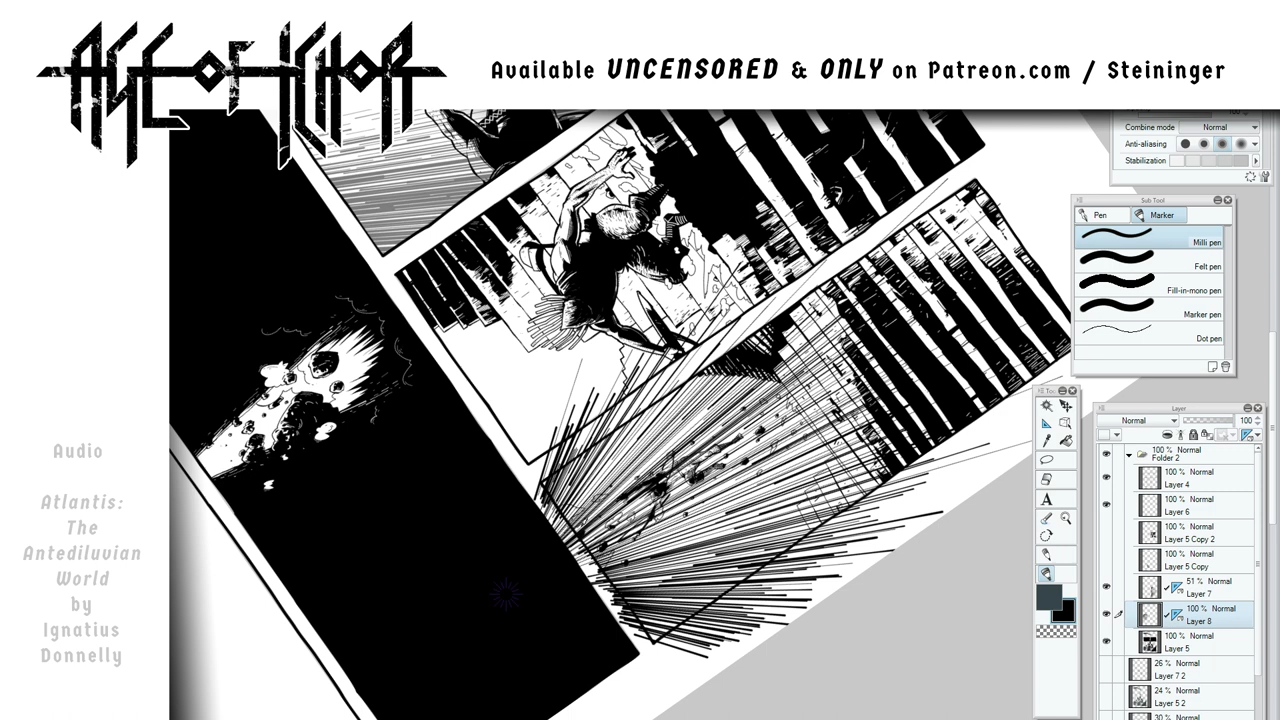 AGE OF ICHOR
Available UNCENSORED & ONLY on Patreon.com / Steininger
Combine mode Normal
Anti-aliasing
Stabilization
Sub Tool
Pen Marker
Milli pen
Felt pen
Fill-in-mono pen
Marker pen
Dot pen
Layer
Normal 100
100 % Normal
Folder 2
100 % Normal
Layer 4
100 % Normal
Layer 6
100 % Normal
Layer 5 Copy 2
100 % Normal
Layer 5 Copy
51 % Normal
Layer 7
100 % Normal
Layer 8
100 % Normal
Layer 5
26 % Normal
Layer 7 2
24 % Normal
Layer 5 2
30 % Normal
Audio
Atlantis:
The
Antediluvian
World
by
Ignatius
Donnelly